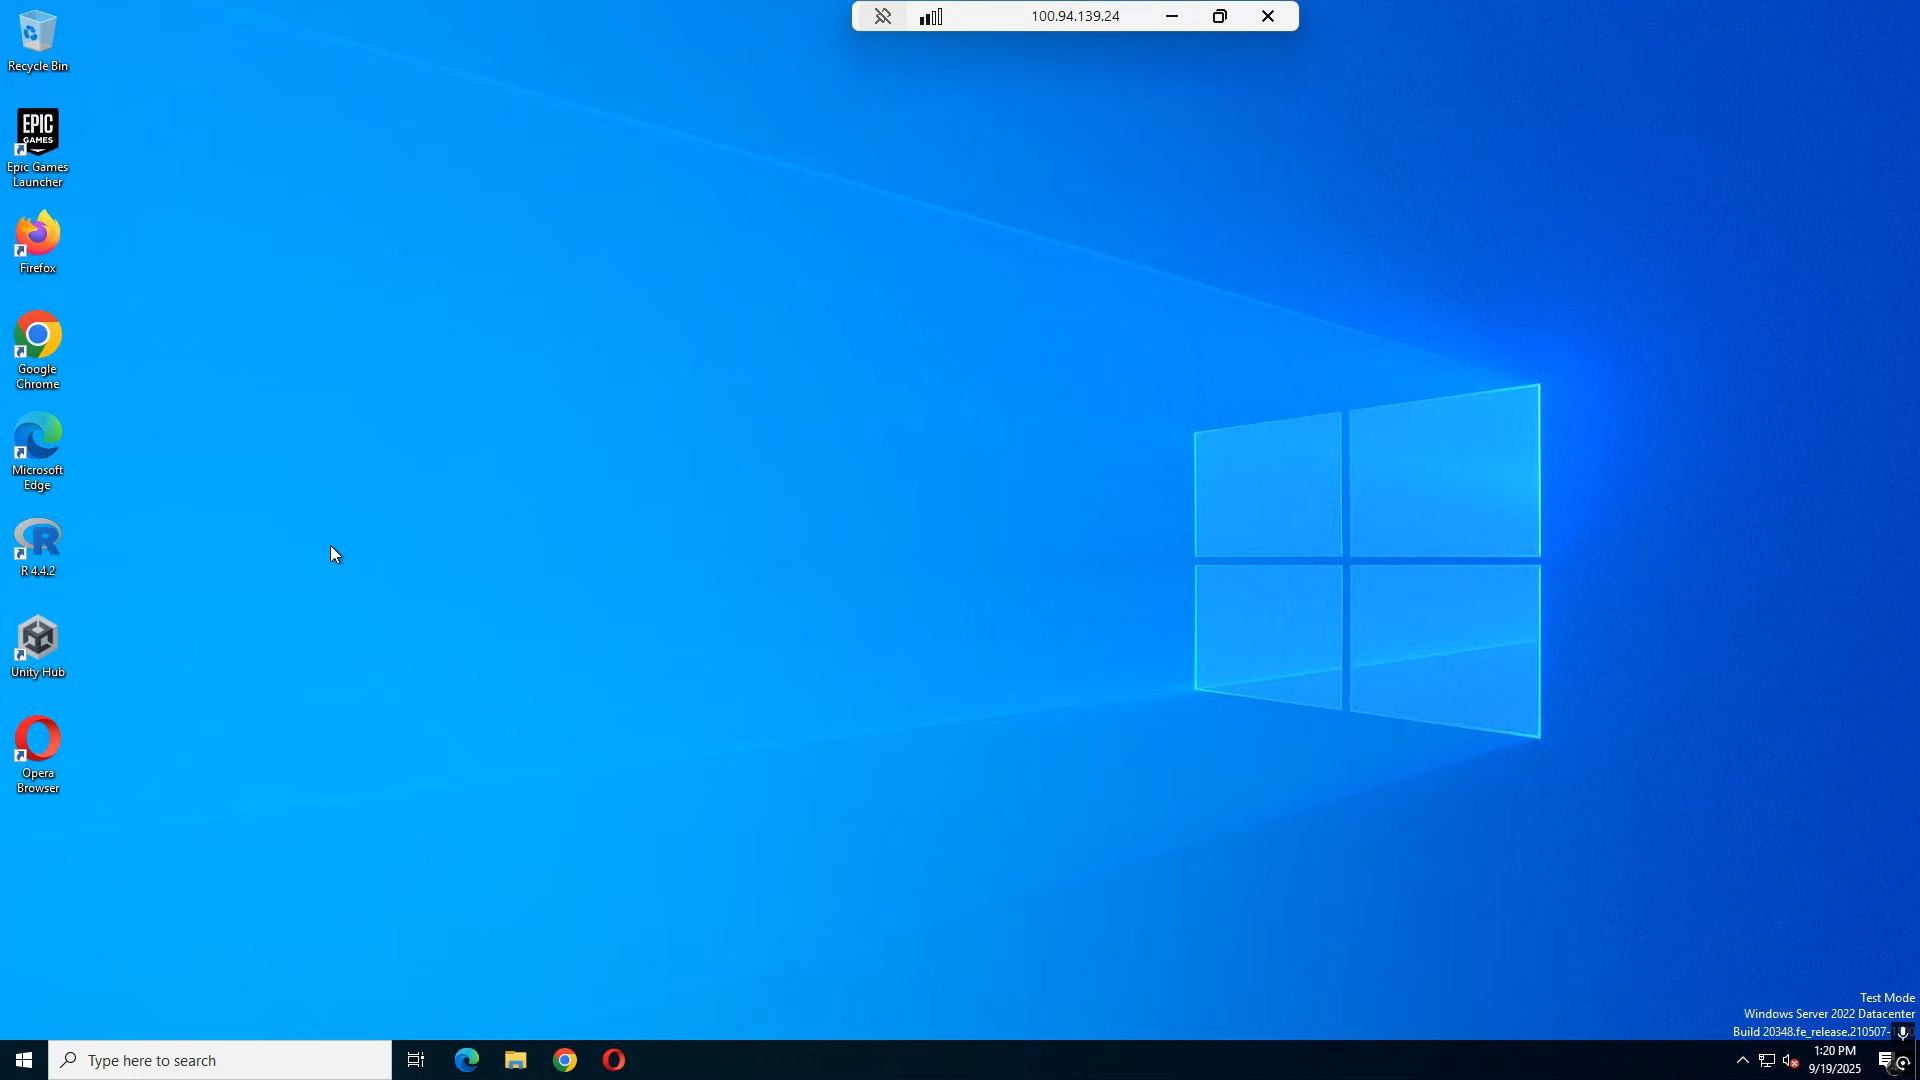 100.94.139.24
Recycle Bin
EPIC
GAMES
Epic Games
Launcher
Firefox
Google
Chrome
Microsoft
Edge
R 4.4.2
Unity Hub
Opera
Browser
Test Mode
Windows Server 2022 Datacenter
Build 20348.fe_release.210507-
Type here to search
1:20 PM
9/19/2025